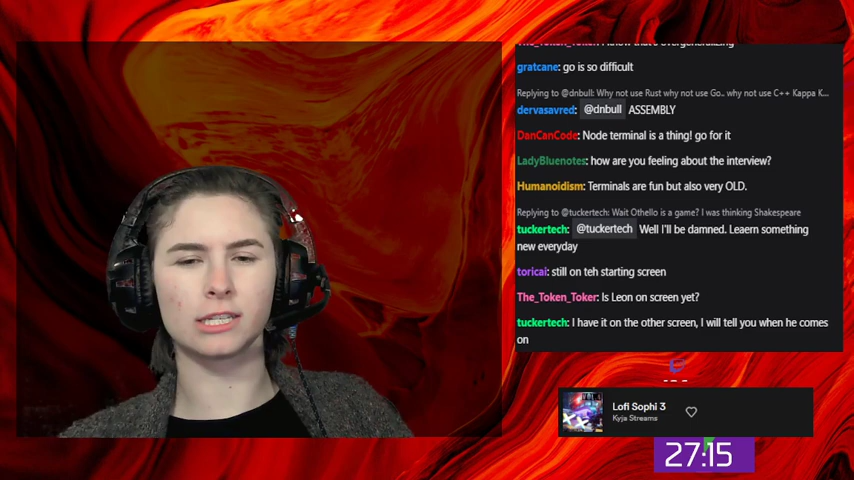 gratcane: go is so difficult
Replying to @dnbull: Why not use Rust why not use Go.. why not use C++ Kappa K...
dervasavred: @dnbull ASSEMBLY
DanCanCode: Node terminal is a thing! go for it
LadyBluenotes: how are you feeling about the interview?
Humanoidism: Terminals are fun but also very OLD.
Replying to @tuckertech: Wait Othello is a game? I was thinking Shakespeare
tuckertech: @tuckertech Well I'll be damned. Leaern something
new everyday
toricai: still on teh starting screen
The_Token_Toker: Is Leon on screen yet?
tuckertech: I have it on the other screen, I will tell you when he comes
on
Lofi Sophi 3
Kyja Streams
27:15